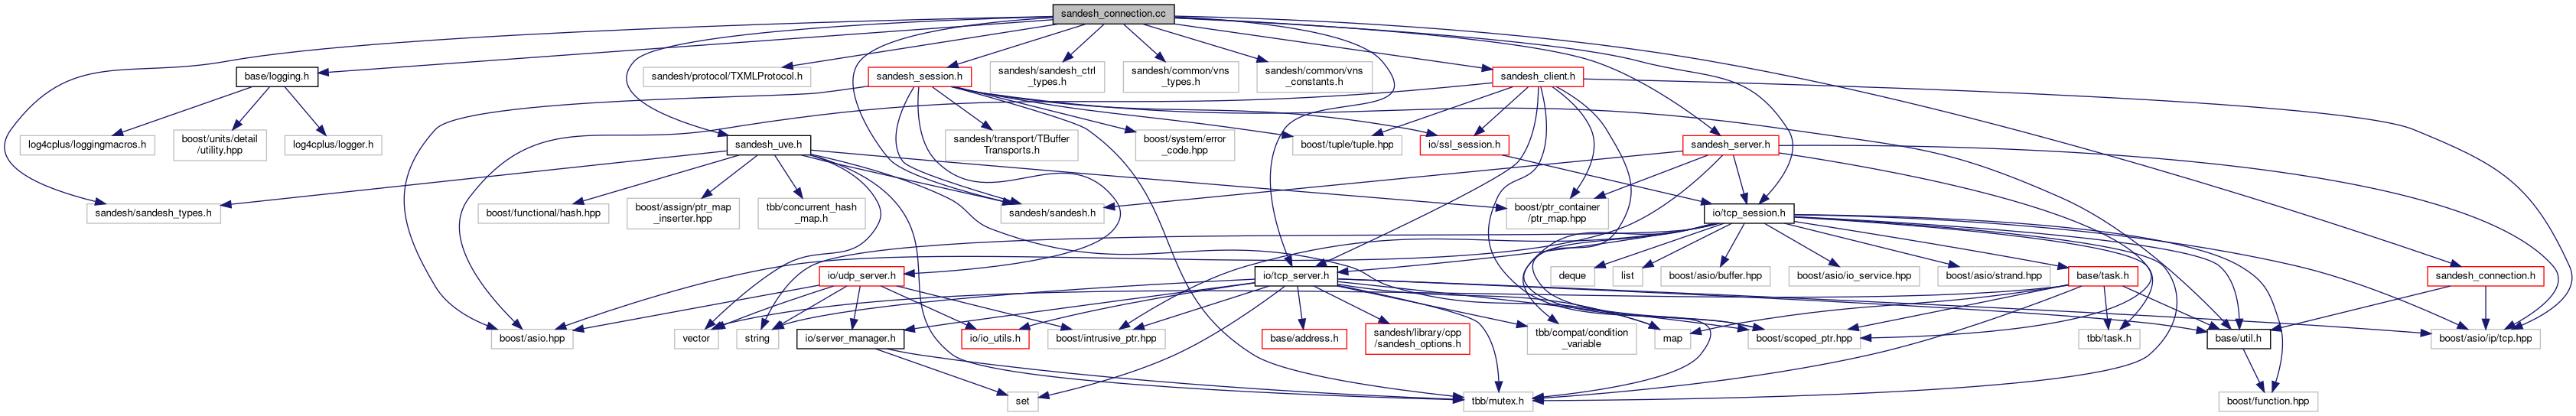 sandesh_connection.cc
base/logging.h
sandesh/protocol/TXMLProtocol.h
sandesh_session.h
sandesh/sandesh_ctrl
_types.h
sandesh/common/vns
_types.h
sandesh/common/vns
_constants.h
sandesh_client.h
log4cplus/loggingmacros.h
boost/units/detail
/utility.hpp
log4cplus/logger.h
sandesh_uve.h
sandesh/transport/TBuffer
Transports.h
boost/system/error
_code.hpp
boost/tuple/tuple.hpp
io/ssl_session.h
sandesh_server.h
sandesh/sandesh_types.h
boost/functional/hash.hpp
boost/assign/ptr_map
_inserter.hpp
tbb/concurrent_hash
_map.h
sandesh/sandesh.h
boost/ptr_container
/ptr_map.hpp
io/tcp_session.h
io/udp_server.h
io/tcp_server.h
deque
list
boost/asio/buffer.hpp
boost/asio/io_service.hpp
boost/asio/strand.hpp
base/task.h
sandesh_connection.h
boost/asio.hpp
vector
string
io/server_manager.h
io/io_utils.h
boost/intrusive_ptr.hpp
base/address.h
sandesh/library/cpp
/sandesh_options.h
tbb/compat/condition
_variable
map
boost/scoped_ptr.hpp
tbb/task.h
base/util.h
boost/asio/ip/tcp.hpp
set
tbb/mutex.h
boost/function.hpp